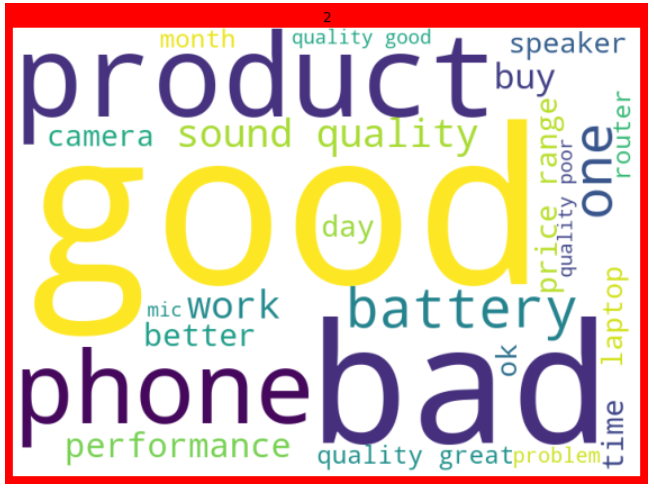 2
month
quality good
speaker
product
buy
camera
sound quality
price range
quality poor
one
router
good
day
mic
work
battery
better
laptop
phone
bad
ok
performance
quality great
problem
time